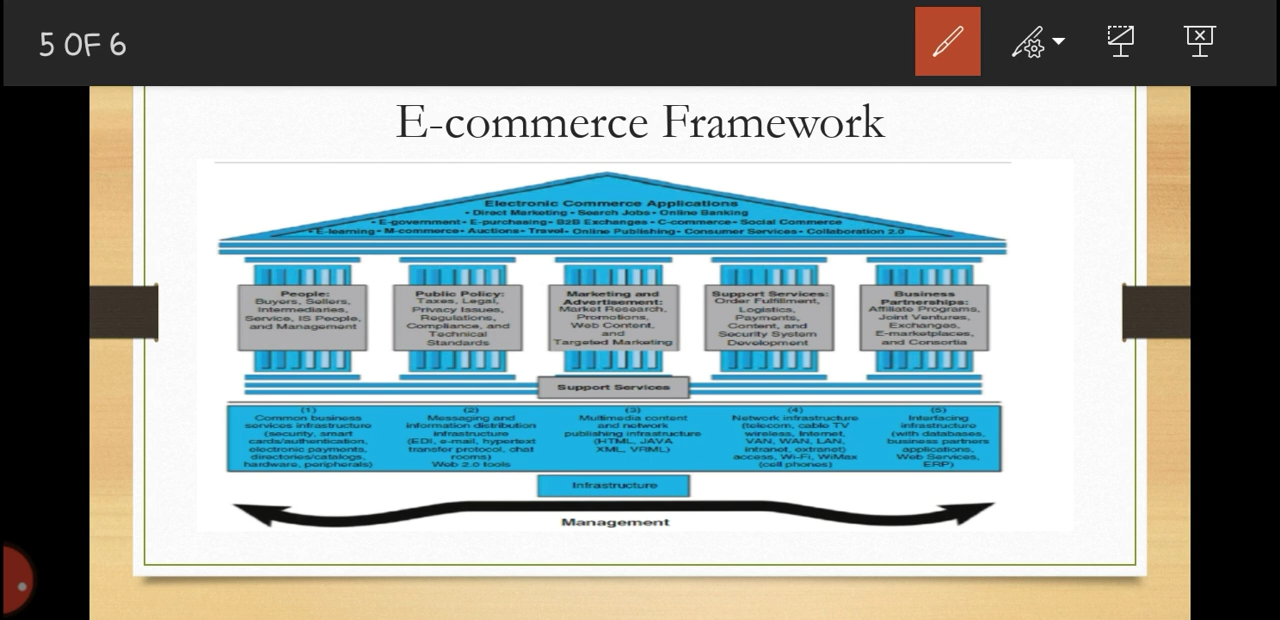 5 OF 6
E-commerce Framework
Electronic Commerce Applications
• Direct Marketing • Search Jobs • Online Banking
• E-government • E-purchasing • B2B Exchanges • C-commerce • Social Commerce
• E-learning • M-commerce • Auctions • Travel • Online Publishing • Consumer Services • Collaboration 2.0
People:
Buyers, Sellers,
Intermediaries,
Service, IS People,
and Management
Public Policy:
Taxes, Legal,
Privacy Issues,
Regulations,
Compliance, and
Technical
Standards
Marketing and
Advertisement:
Market Research,
Promotions,
Web Content,
and
Targeted Marketing
Support Services:
Order Fulfillment,
Logistics,
Payments,
Content, and
Security System
Development
Business
Partnerships:
Affiliate Programs,
Joint Ventures,
Exchanges,
E-marketplaces,
and Consortia
Support Services
(1)
Common business
services infrastructure
(security, smart
cards/authentication,
electronic payments,
directories/catalogs,
hardware, peripherals)
(2)
Messaging and
information distribution
infrastructure
(EDI, e-mail, hypertext
transfer protocol, chat
rooms)
Web 2.0 tools
(3)
Multimedia content
and network
publishing infrastructure
(HTML, JAVA
XML, VRML)
(4)
Network infrastructure
(telecom, cable TV
wireless, Internet,
VAN, WAN, LAN,
intranet, extranet)
access, Wi-Fi, WiMax
(cell phones)
(5)
Interfacing
infrastructure
(with databases,
business partners
applications,
Web Services,
ERP)
Infrastructure
Management